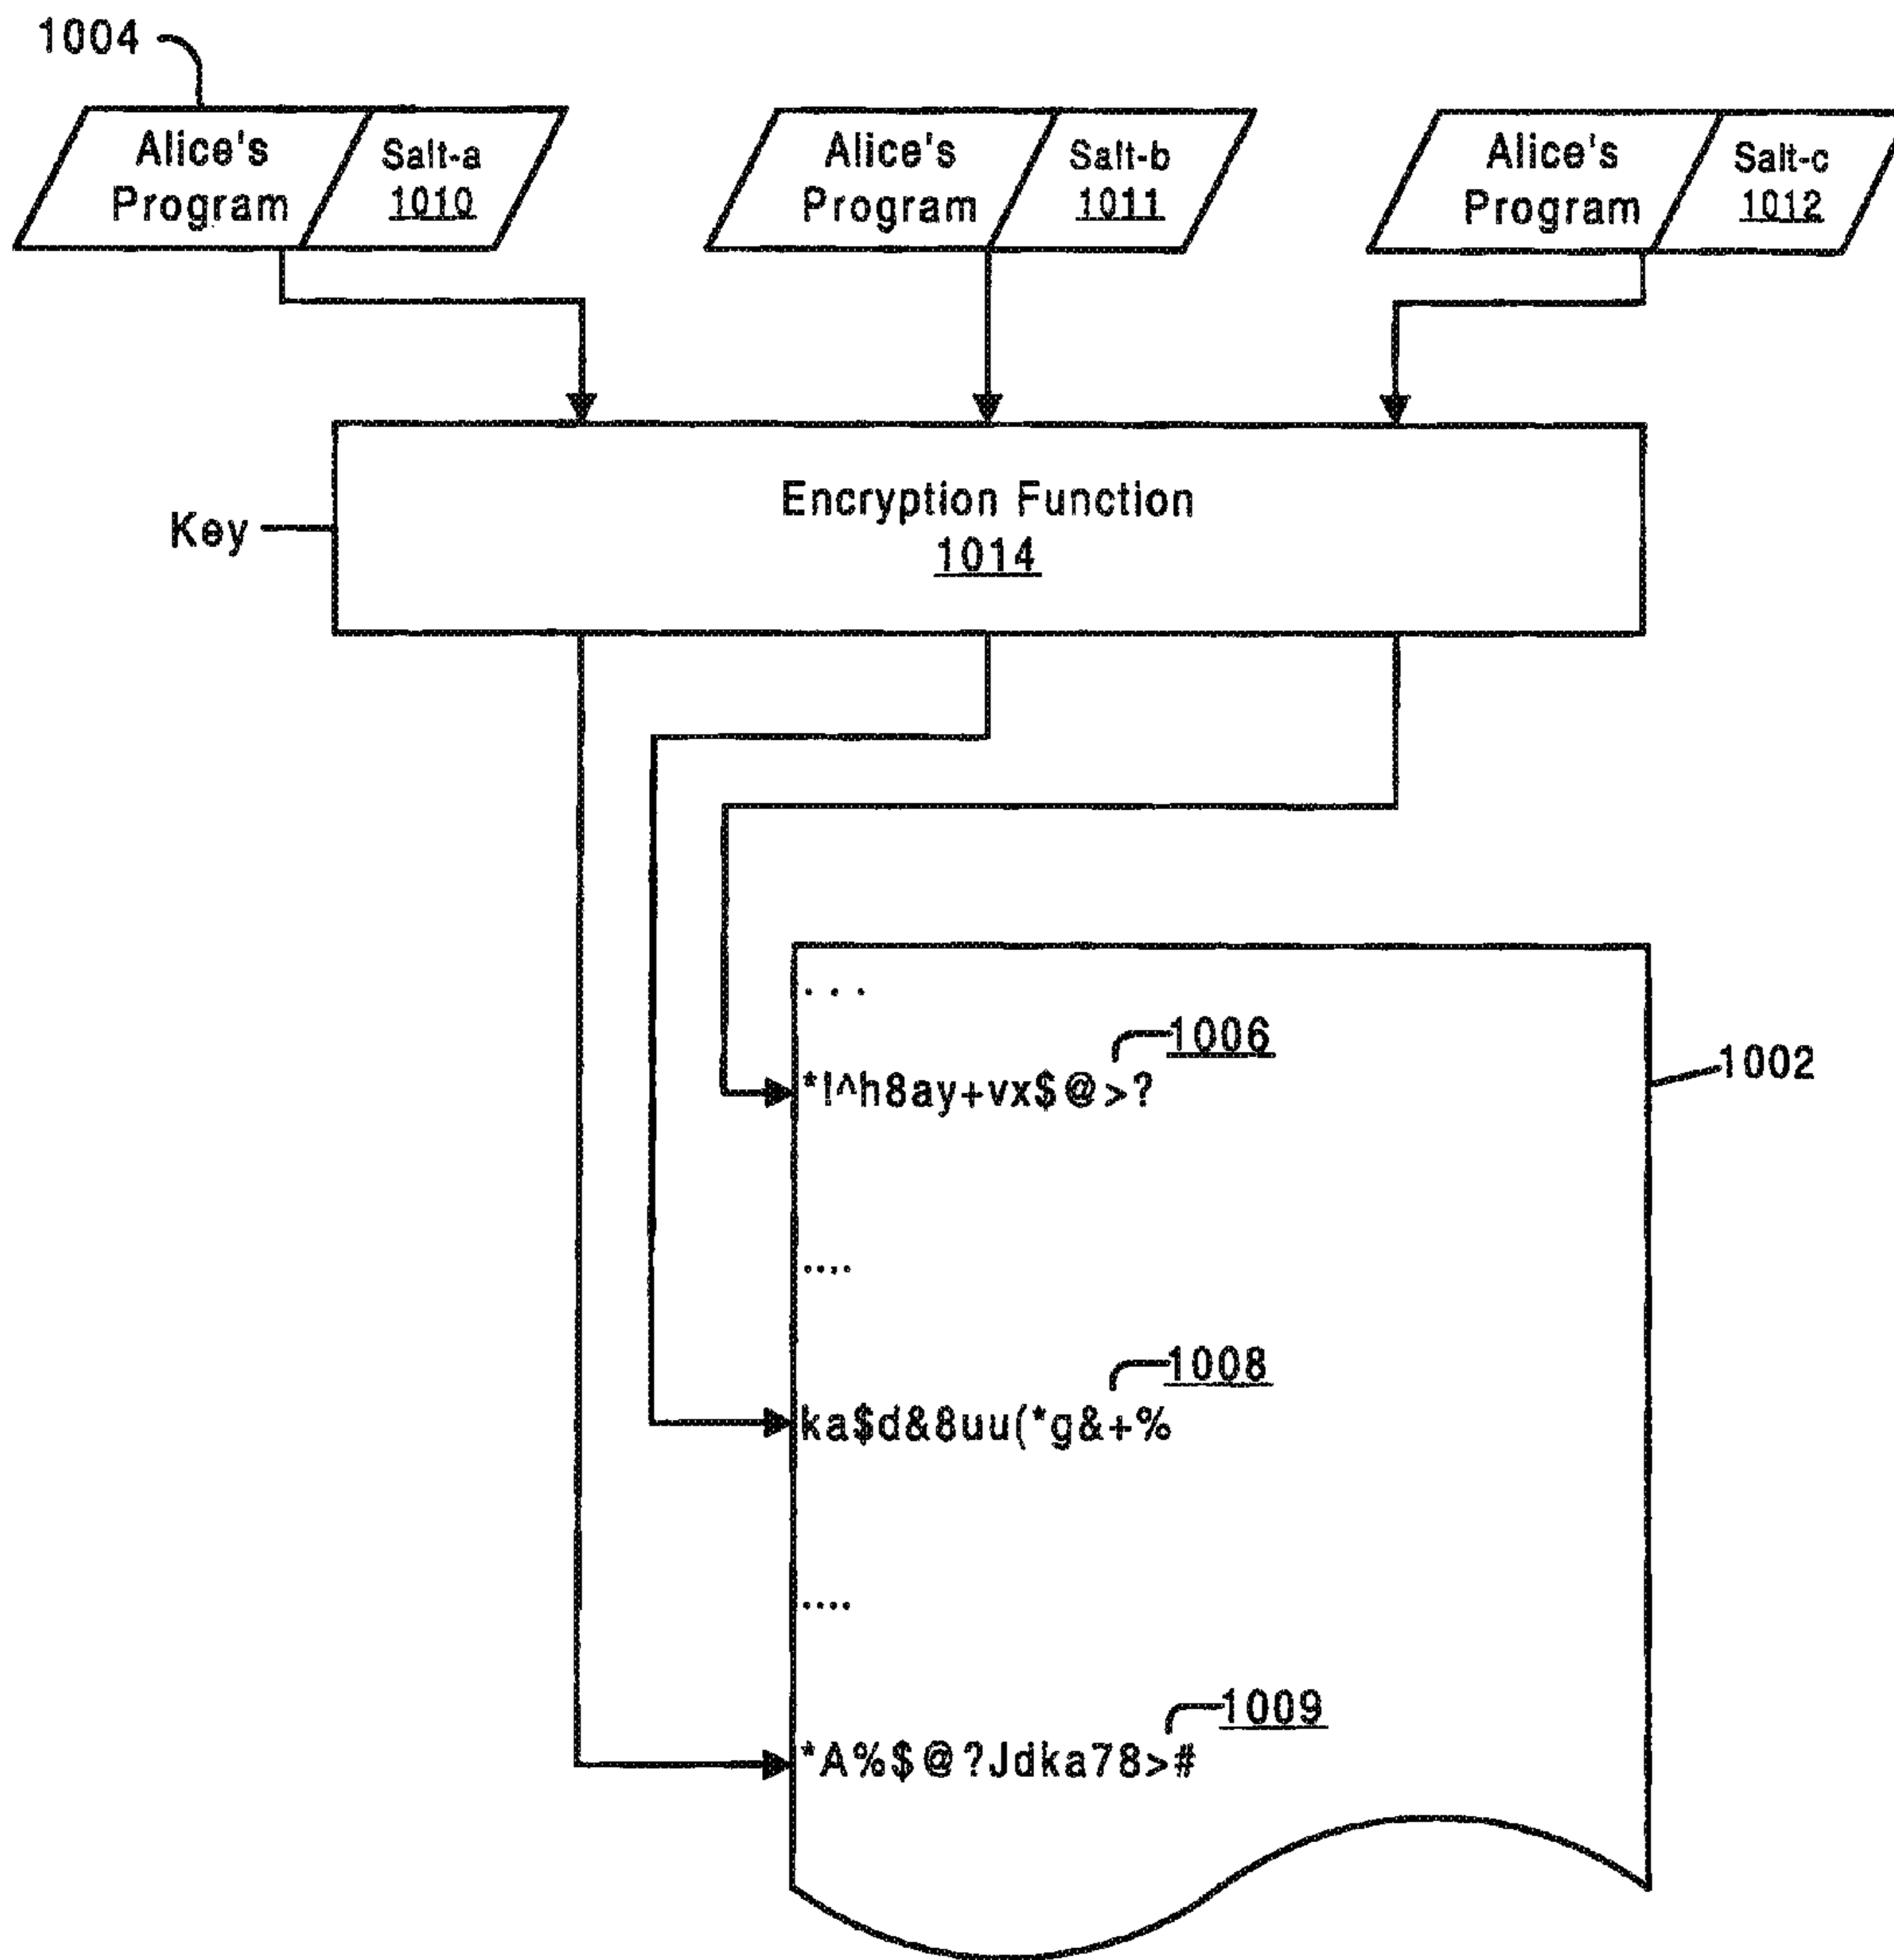 1004
Alice's
Program
Salt-a
1010
Alice's
Program
Salt-b
1011
Alice's
Program
Salt-c
1012
Key
Encryption Function
1014
. . .
1006
*!^h8ay+vx$@>?
1002
....
1008
ka$d&8uu(*g&+%
....
1009
*A%$@?Jdka78>#